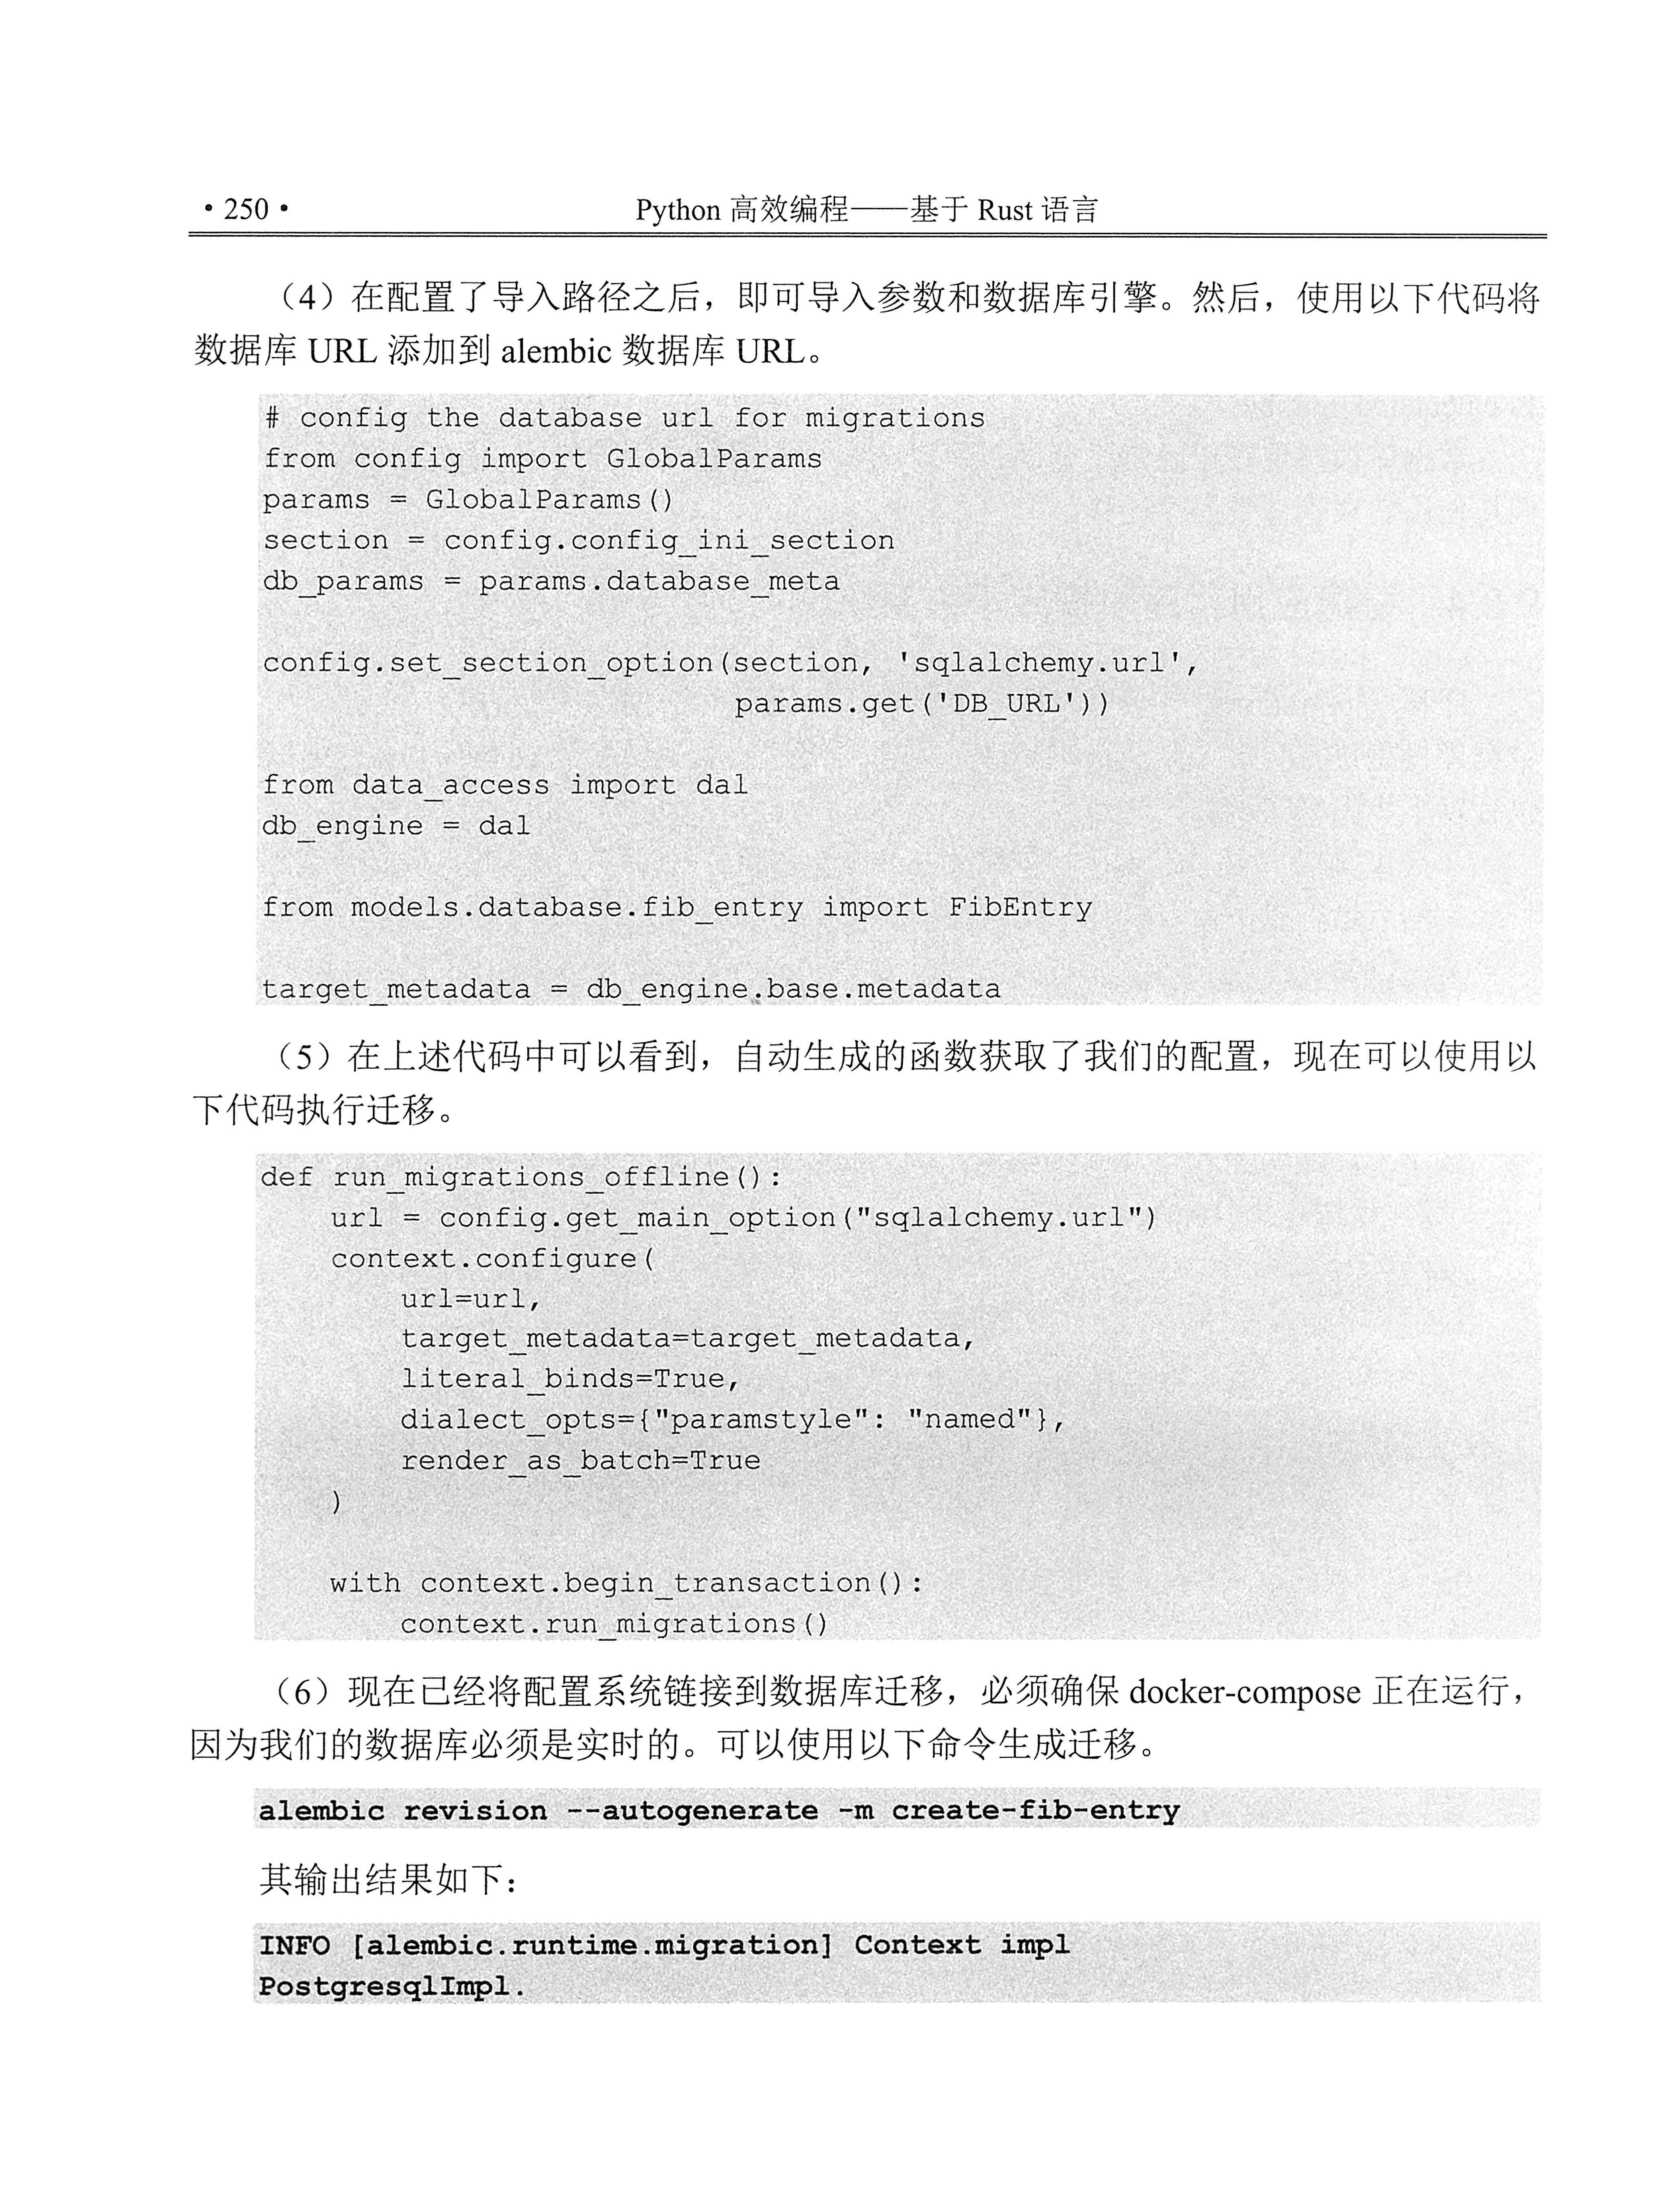 • 250 •
Python 高效编程——基于 Rust 语言
（4）在配置了导入路径之后，即可导入参数和数据库引擎。然后，使用以下代码将
数据库 URL 添加到 alembic 数据库 URL。
# config the database url for migrations
from config import GlobalParams
params = GlobalParams()
section = config.config_ini_section
db_params = params.database_meta
config.set_section_option(section, 'sqlalchemy.url',
                          params.get('DB_URL'))
from data_access import dal
db_engine = dal
from models.database.fib_entry import FibEntry
target_metadata = db_engine.base.metadata
（5）在上述代码中可以看到，自动生成的函数获取了我们的配置，现在可以使用以
下代码执行迁移。
def run_migrations_offline():
    url = config.get_main_option("sqlalchemy.url")
    context.configure(
        url=url,
        target_metadata=target_metadata,
        literal_binds=True,
        dialect_opts={"paramstyle": "named"},
        render_as_batch=True
    )
    with context.begin_transaction():
        context.run_migrations()
（6）现在已经将配置系统链接到数据库迁移，必须确保 docker-compose 正在运行，
因为我们的数据库必须是实时的。可以使用以下命令生成迁移。
alembic revision --autogenerate -m create-fib-entry
其输出结果如下：
INFO [alembic.runtime.migration] Context impl
PostgresqlImpl.